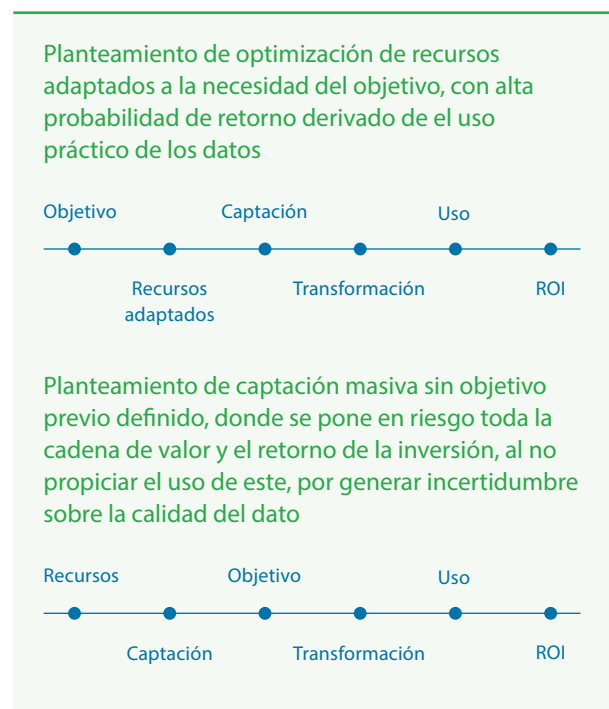 Planteamiento de optimización de recursos
adaptados a la necesidad del objetivo, con alta
probabilidad de retorno derivado de el uso
práctico de los datos
Objetivo
Captación
Uso
Recursos
adaptados
Transformación
ROI
Planteamiento de captación masiva sin objetivo
previo definido, donde se pone en riesgo toda la
cadena de valor y el retorno de la inversión, al no
propiciar el uso de este, por generar incertidumbre
sobre la calidad del dato
Recursos
Objetivo
Uso
Captación
Transformación
ROI